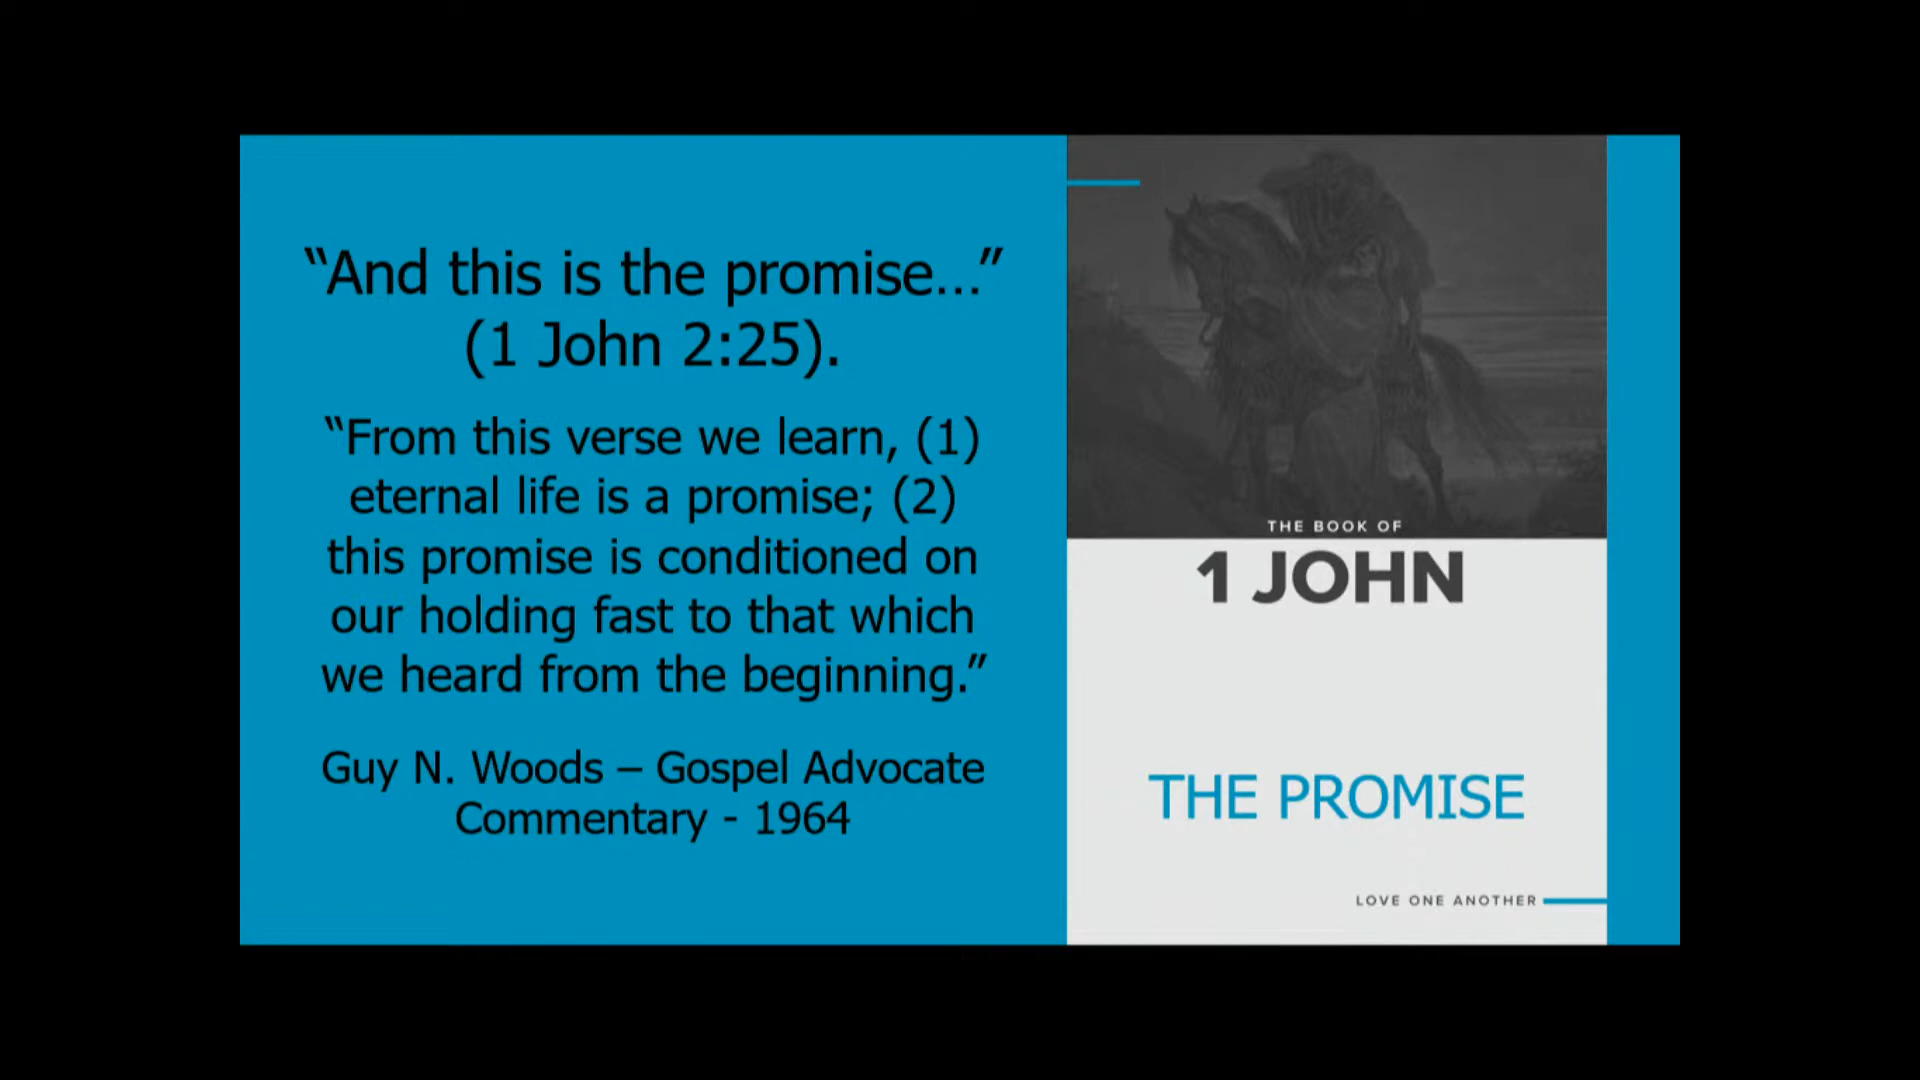 “And this is the promise…”
(1 John 2:25).
“From this verse we learn, (1)
eternal life is a promise; (2)
this promise is conditioned on
our holding fast to that which
we heard from the beginning.”
Guy N. Woods – Gospel Advocate
Commentary - 1964
THE BOOK OF
1 JOHN
THE PROMISE
LOVE ONE ANOTHER